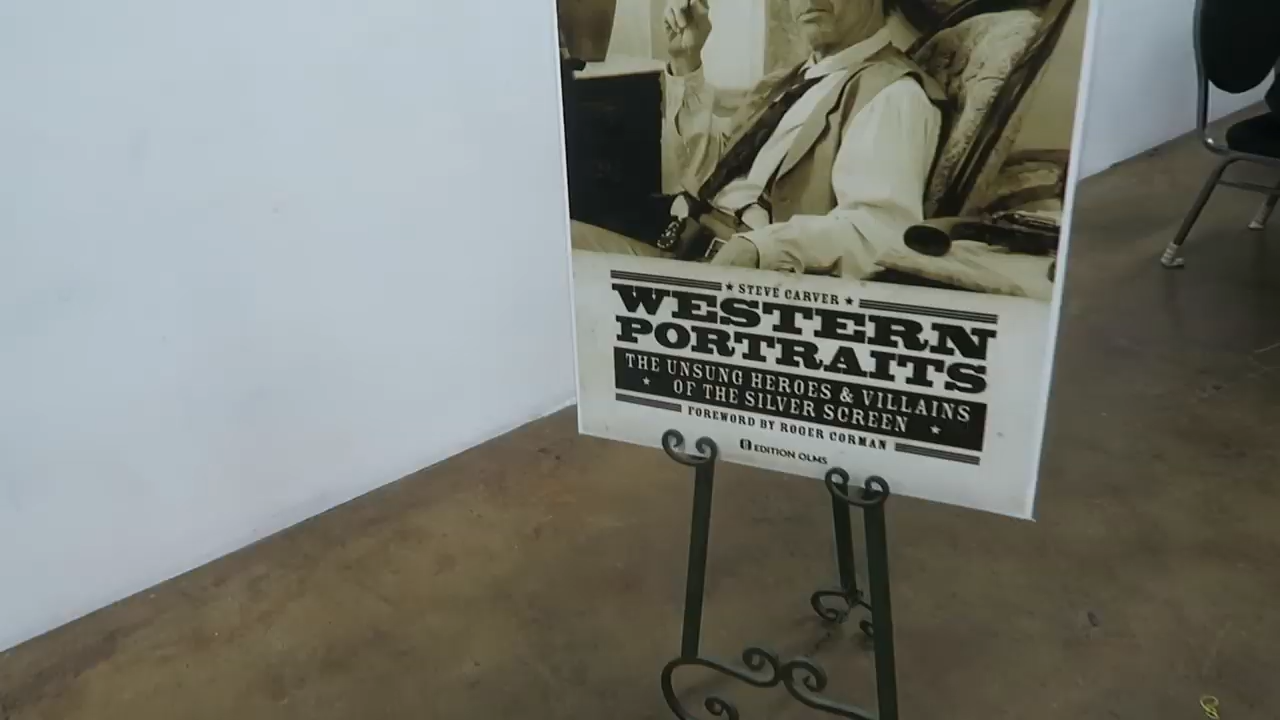 STEVE CARVER
WESTERN
PORTRAITS
THE UNSUNG HEROES & VILLAINS
OF THE SILVER SCREEN
FOREWORD BY ROGER CORMAN
EDITION OLMS